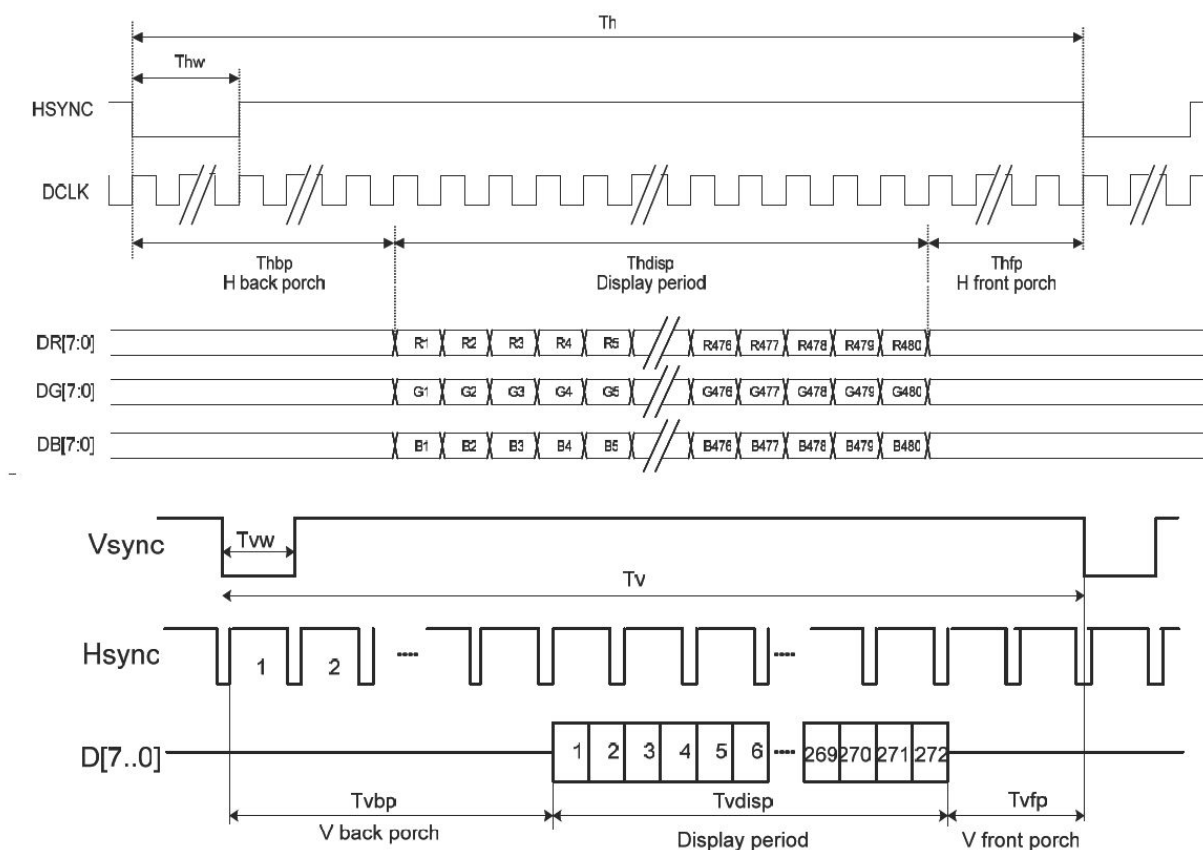 Th
Thw
HSYNC
DCLK
Thbp
H back porch
Thdisp
Display period
Thfp
H front porch
DR[7:0] R1 R2 R3 R4 R5 R476 R477 R478 R479 R480
DG[7:0] G1 G2 G3 G4 G5 G476 G477 G478 G479 G480
DB[7:0] B1 B2 B3 B4 B5 B476 B477 B478 B479 B480
Vsync
Tvw
Tv
Hsync 1 2 .... ....
D[7..0] 1 2 3 4 5 6 .... 269 270 271 272
Tvbp
V back porch
Tvdisp
Display period
Tvfp
V front porch